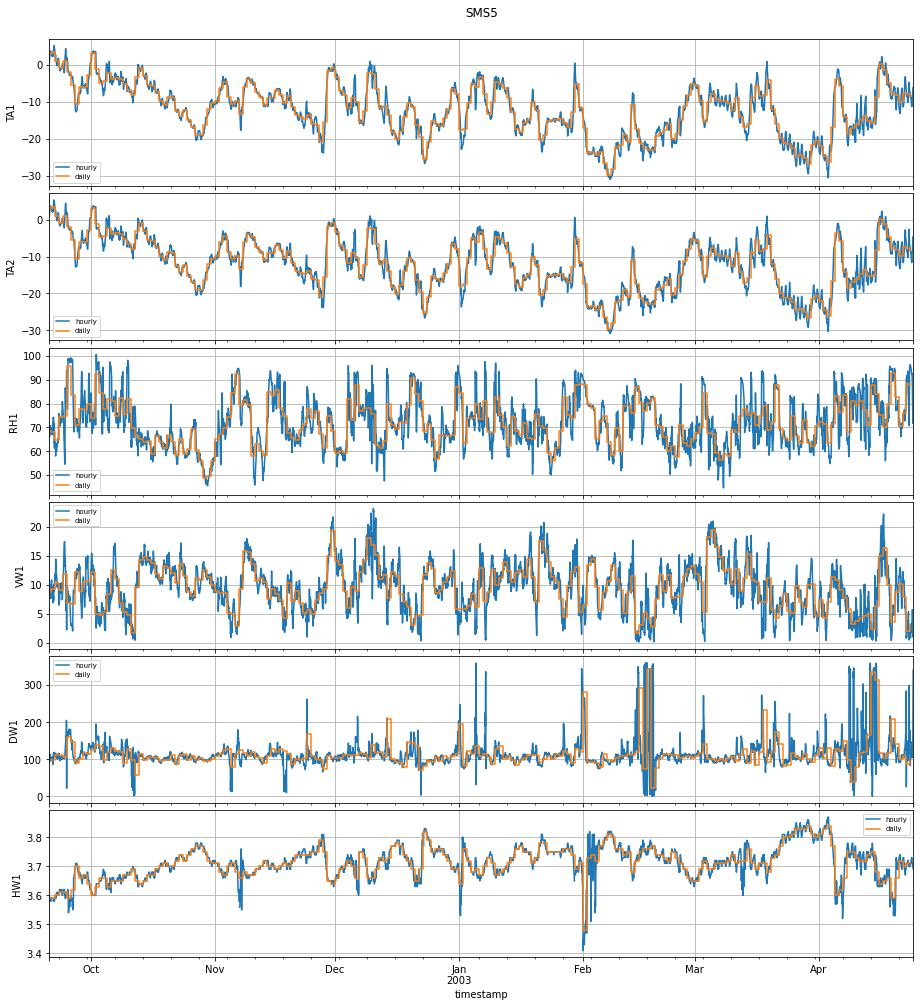 SMS5
TA1
0
−10
−20
−30
hourly
daily
TA2
0
−10
−20
−30
hourly
daily
RH1
100
90
80
70
60
50
hourly
daily
VW1
20
15
10
5
0
hourly
daily
DW1
300
200
100
0
hourly
daily
HW1
3.8
3.7
3.6
3.5
3.4
hourly
daily
Oct Nov Dec Jan Feb Mar Apr
2003
timestamp